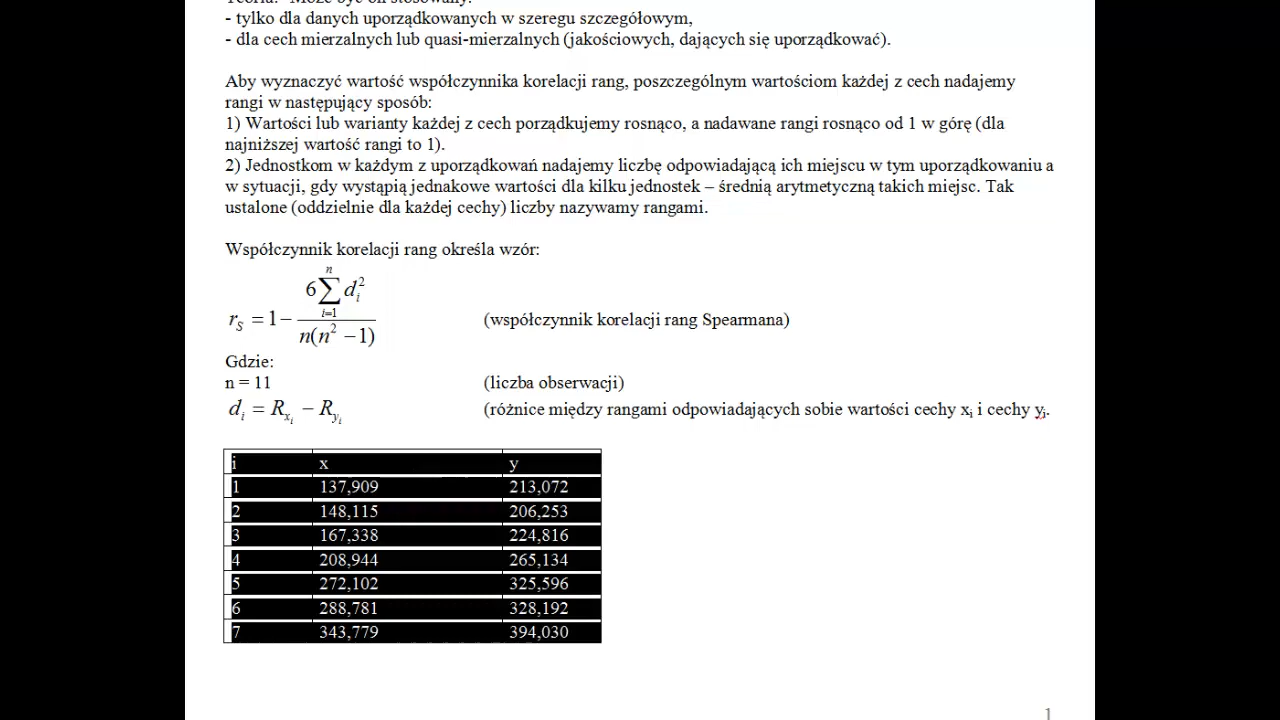 Teoria: Może być on stosowany:
- tylko dla danych uporządkowanych w szeregu szczegółowym,
- dla cech mierzalnych lub quasi-mierzalnych (jakościowych, dających się uporządkować).
Aby wyznaczyć wartość współczynnika korelacji rang, poszczególnym wartościom każdej z cech nadajemy
rangi w następujący sposób:
1) Wartości lub warianty każdej z cech porządkujemy rosnąco, a nadawane rangi rosnąco od 1 w górę (dla
najniższej wartość rangi to 1).
2) Jednostkom w każdym z uporządkowań nadajemy liczbę odpowiadającą ich miejscu w tym uporządkowaniu a
w sytuacji, gdy wystąpią jednakowe wartości dla kilku jednostek – średnią arytmetyczną takich miejsc. Tak
ustalone (oddzielnie dla każdej cechy) liczby nazywamy rangami.
Współczynnik korelacji rang określa wzór:
r_S = 1 − (6 ∑_{i=1}^{n} d_i^2) / (n(n^2 − 1)) (współczynnik korelacji rang Spearmana)
Gdzie:
n = 11 (liczba obserwacji)
d_i = R_{x_i} − R_{y_i} (różnice między rangami odpowiadających sobie wartości cechy x_i i cechy y_i.
i x y
1 137,909 213,072
2 148,115 206,253
3 167,338 224,816
4 208,944 265,134
5 272,102 325,596
6 288,781 328,192
7 343,779 394,030
1